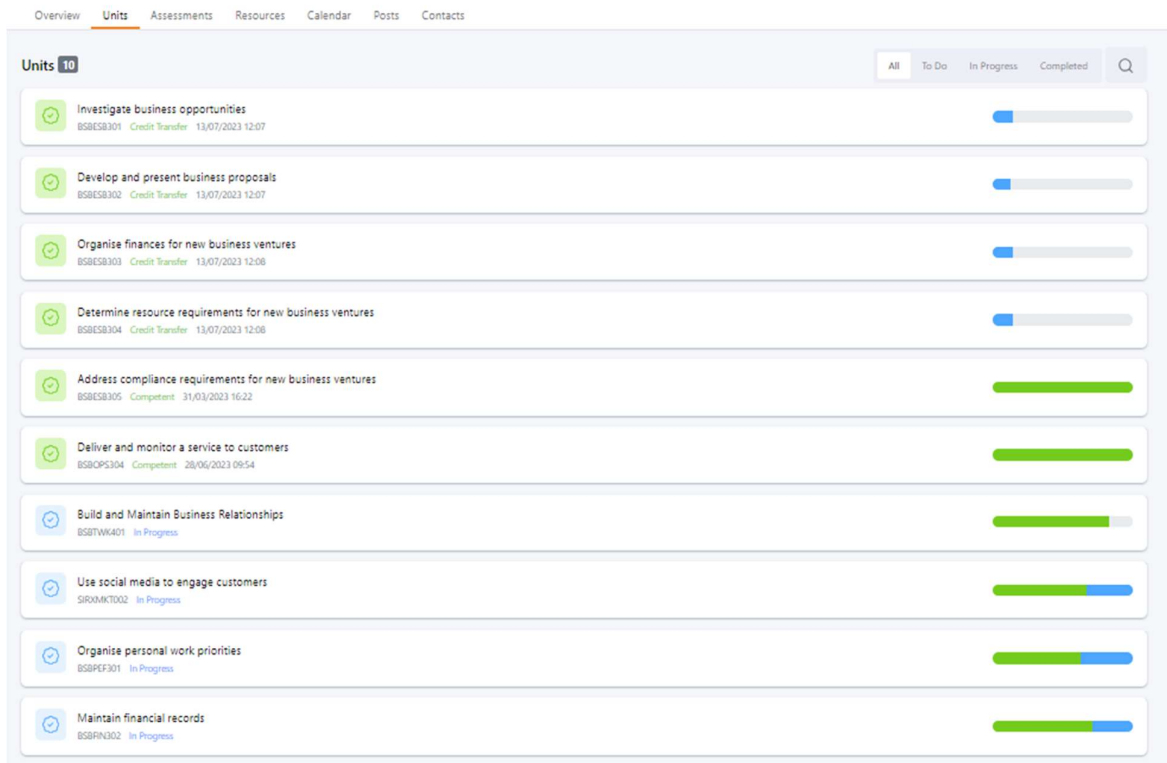 Overview Units Assessments Resources Calendar Posts Contacts
Units 10 All To Do In Progress Completed
Investigate business opportunities
BSBESB301 Credit Transfer 13/07/2023 12:07
Develop and present business proposals
BSBESB302 Credit Transfer 13/07/2023 12:07
Organise finances for new business ventures
BSBESB303 Credit Transfer 13/07/2023 12:08
Determine resource requirements for new business ventures
BSBESB304 Credit Transfer 13/07/2023 12:08
Address compliance requirements for new business ventures
BSBESB305 Competent 31/03/2023 16:22
Deliver and monitor a service to customers
BSBOPS304 Competent 28/06/2023 09:54
Build and Maintain Business Relationships
BSBTWK401 In Progress
Use social media to engage customers
SIRXMKT002 In Progress
Organise personal work priorities
BSBPEF301 In Progress
Maintain financial records
BSBFIN302 In Progress